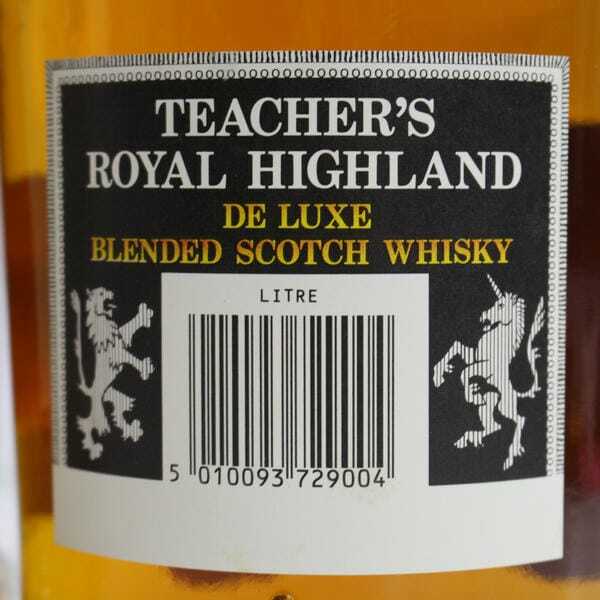 TEACHER'S
ROYAL HIGHLAND
DE LUXE
BLENDED SCOTCH WHISKY
LITRE
5 010093 729004